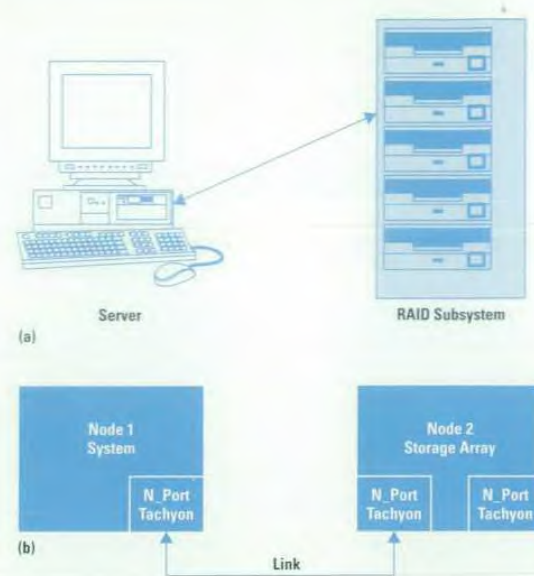 Server
RAID Subsystem
(a)
Node 1
System
Node 2
Storage Array
N_Port
Tachyon
N_Port
Tachyon
N_Port
Tachyon
(b)
Link